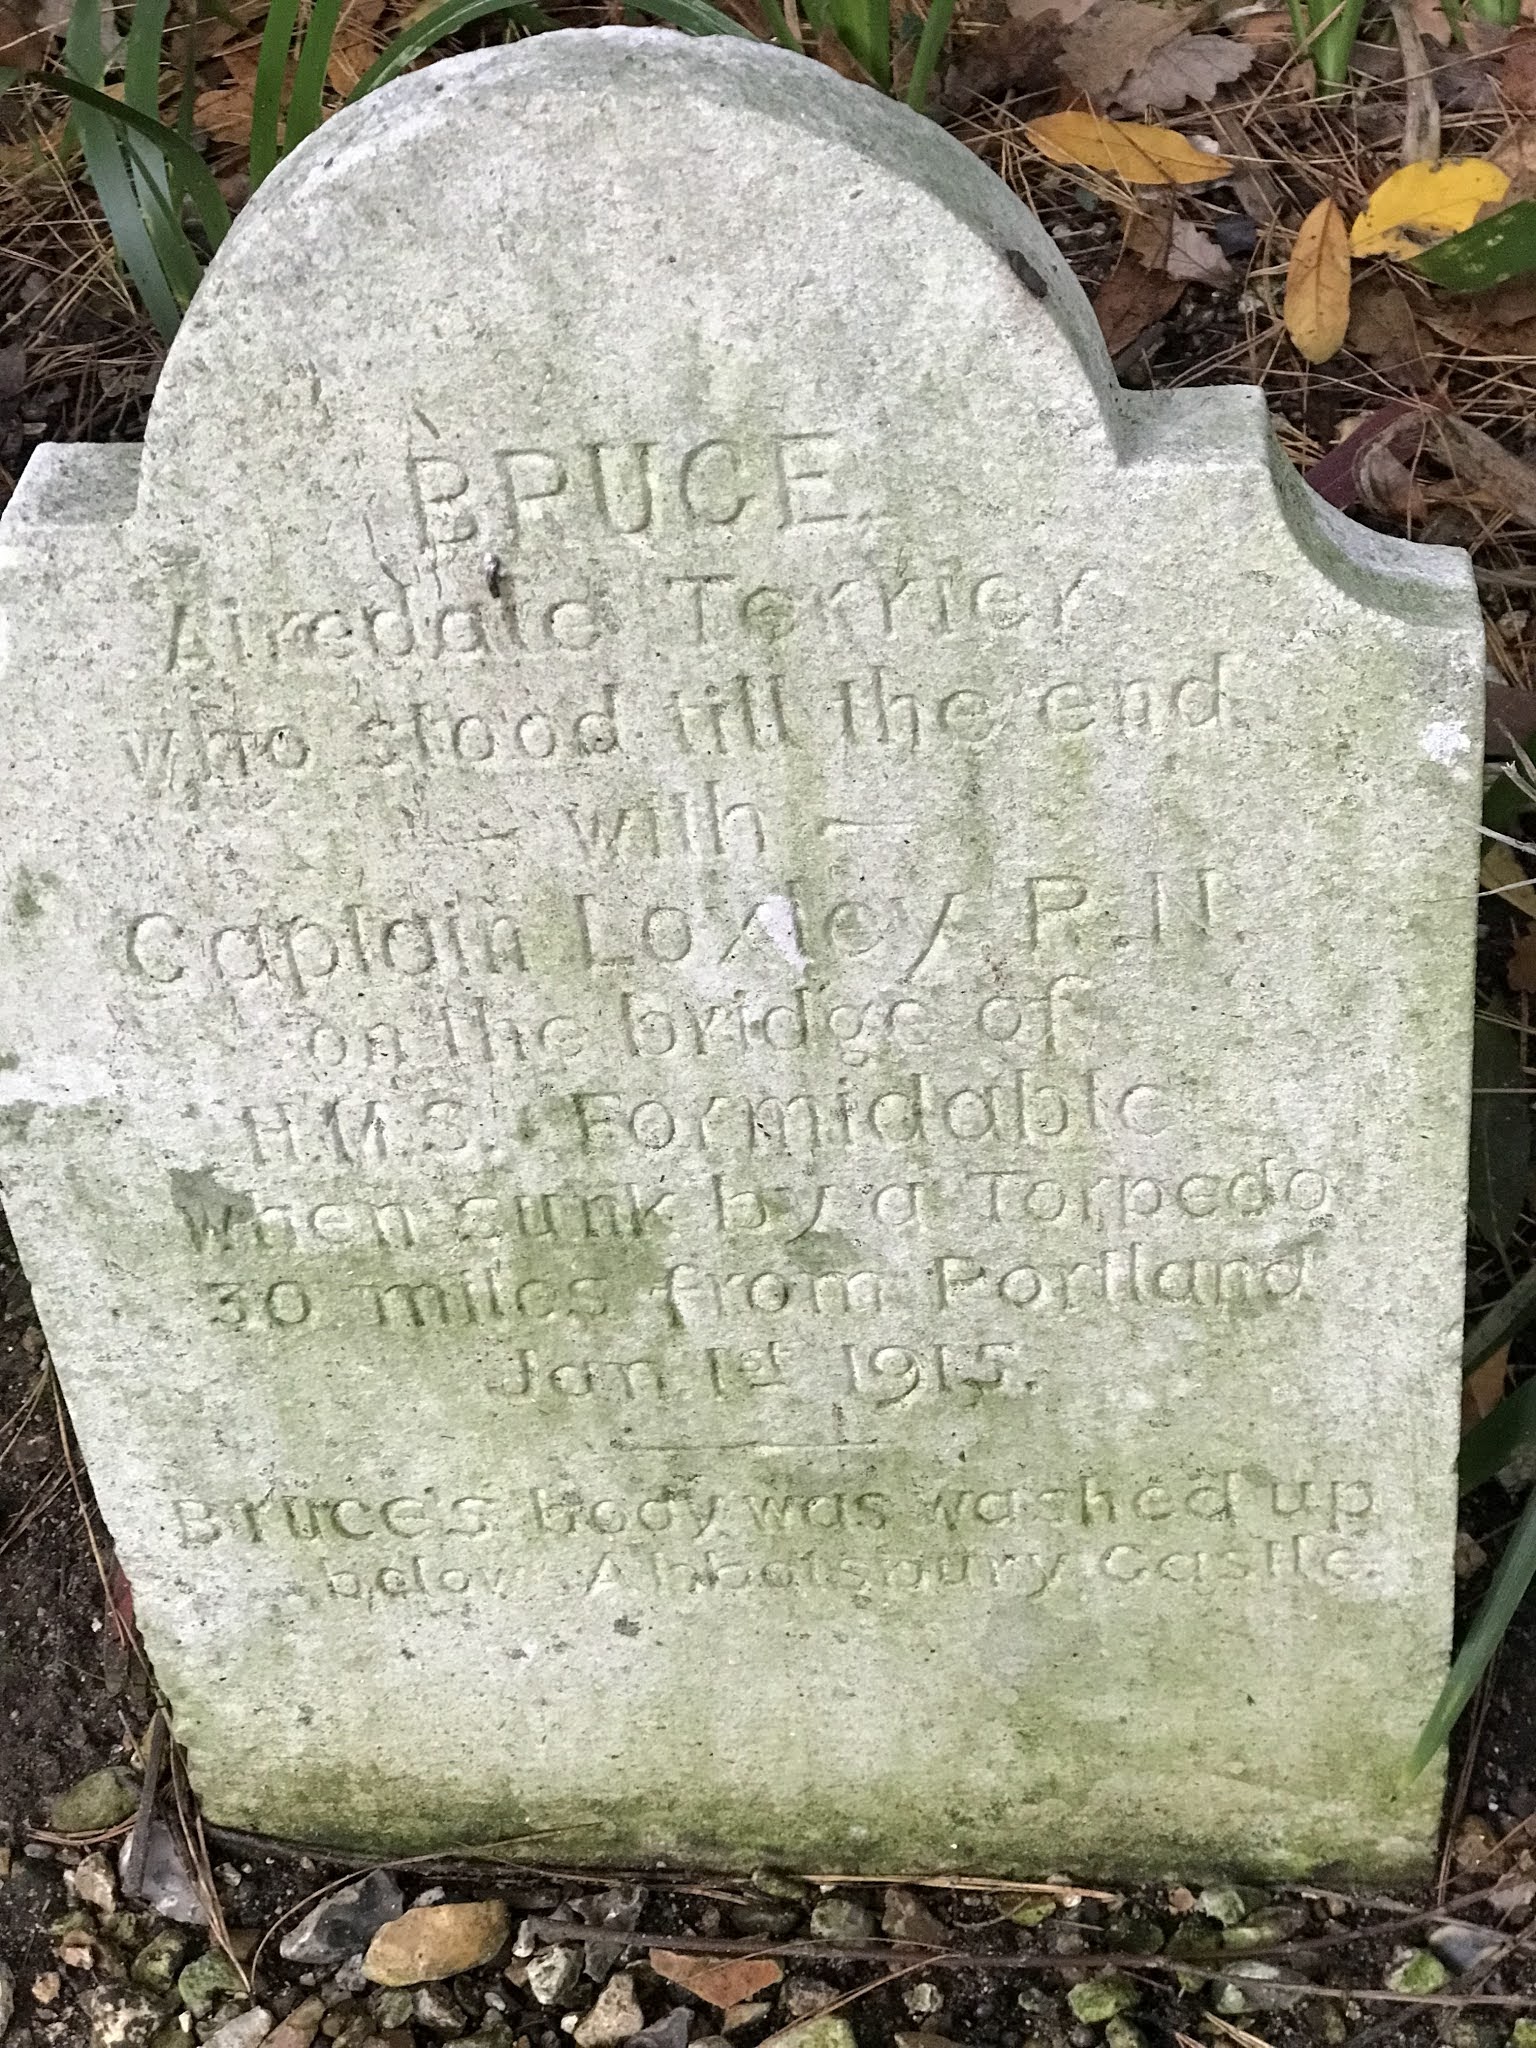 BRUCE
Airedale Terrier
who stood till the end
— with —
Captain Loxley R.N.
on the bridge of
H.M.S. Formidable
when sunk by a Torpedo
30 miles from Portland
Jan 1st 1915.
Bruce's body was washed up
below Abbotsbury Castle.